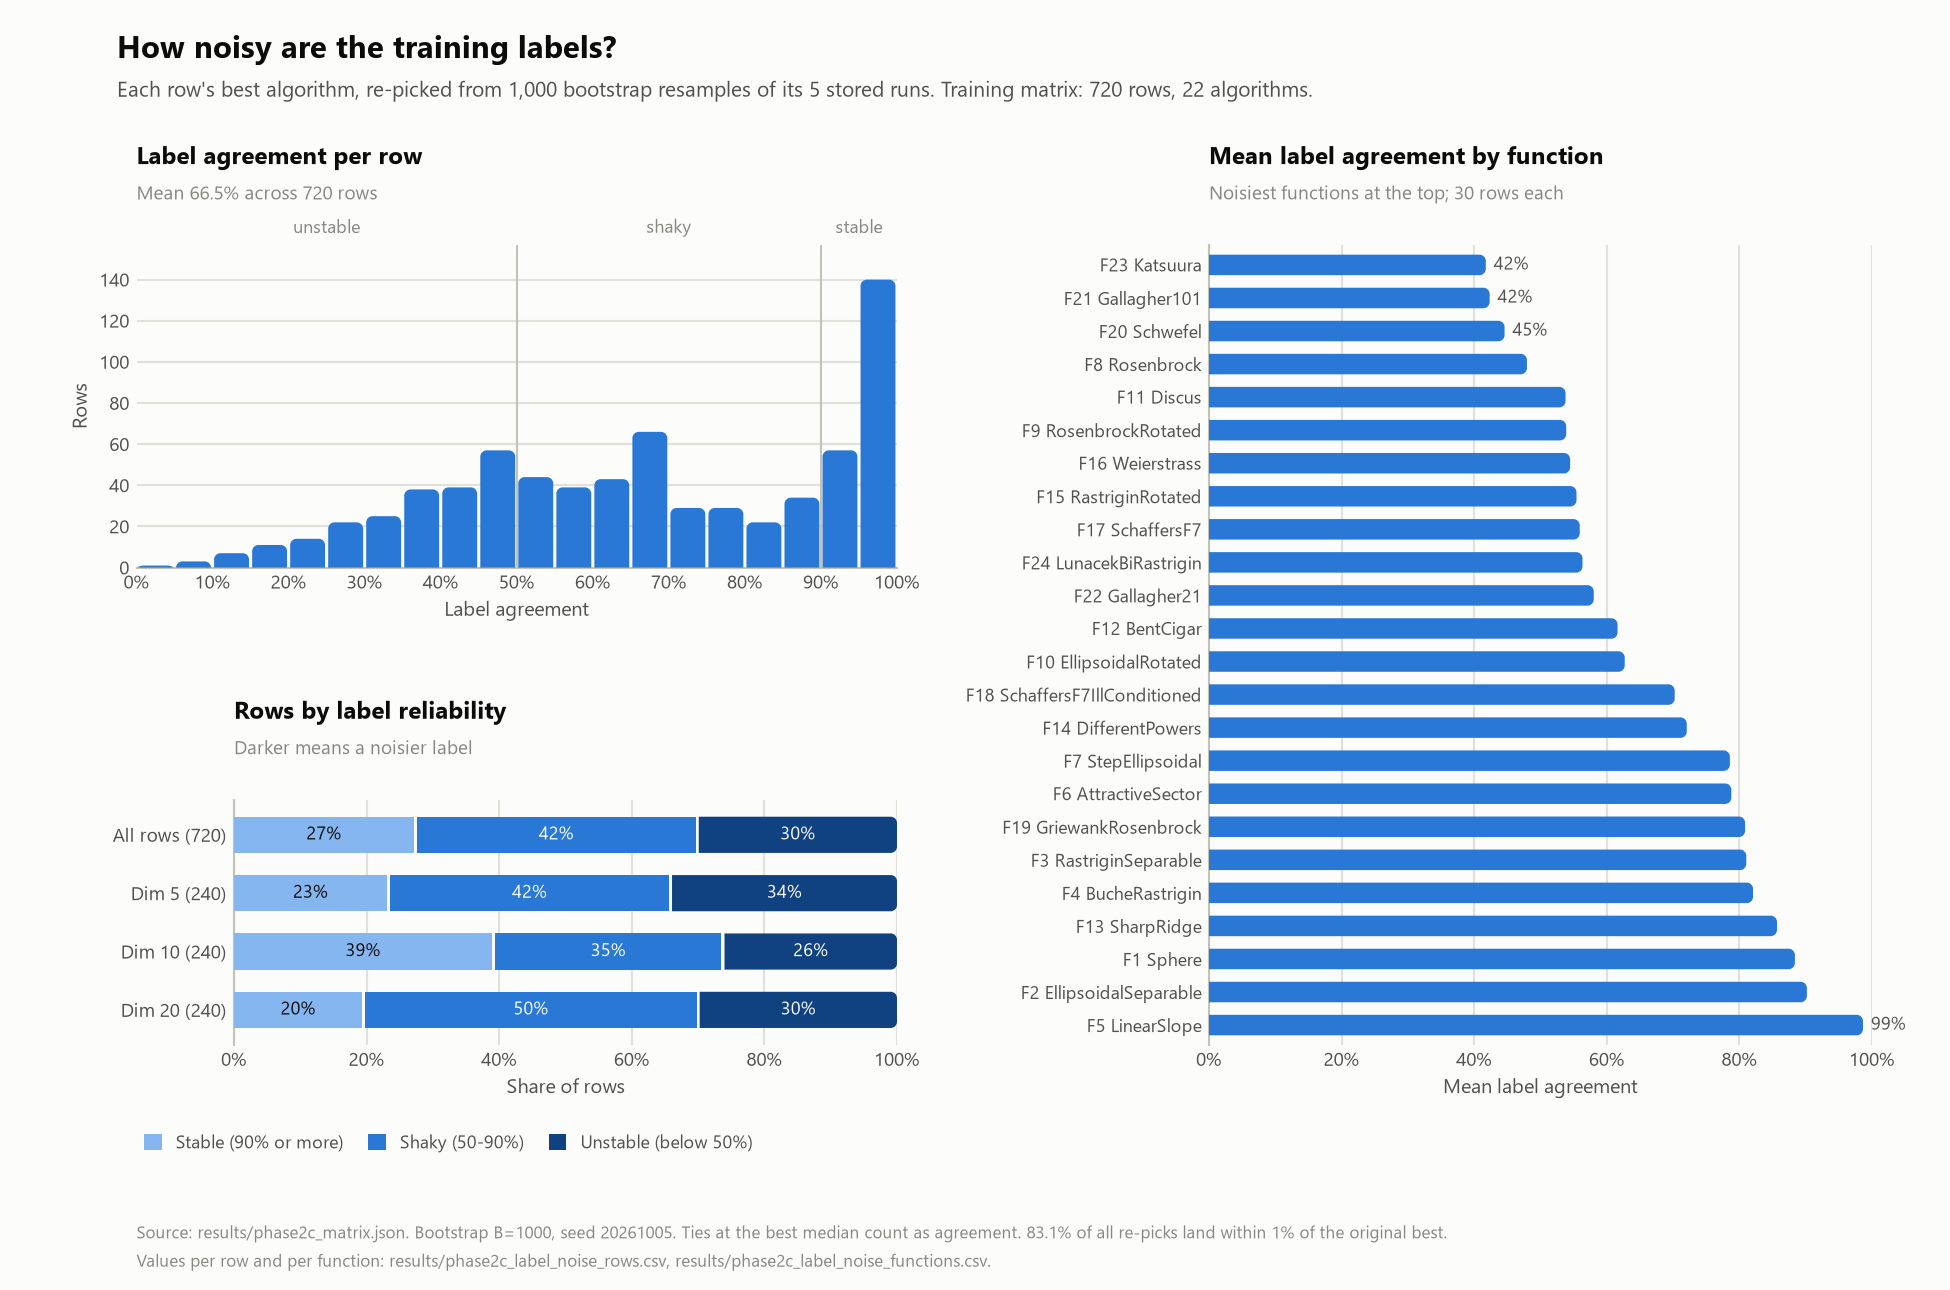 How noisy are the training labels?
Each row's best algorithm, re-picked from 1,000 bootstrap resamples of its 5 stored runs. Training matrix: 720 rows, 22 algorithms.
Label agreement per row
Mean 66.5% across 720 rows
unstable shaky stable
140
120
100
80
60
40
20
0
Rows
0% 10% 20% 30% 40% 50% 60% 70% 80% 90% 100%
Label agreement
Rows by label reliability
Darker means a noisier label
All rows (720) 27% 42% 30%
Dim 5 (240) 23% 42% 34%
Dim 10 (240) 39% 35% 26%
Dim 20 (240) 20% 50% 30%
0% 20% 40% 60% 80% 100%
Share of rows
Stable (90% or more) Shaky (50-90%) Unstable (below 50%)
Mean label agreement by function
Noisiest functions at the top; 30 rows each
F23 Katsuura 42%
F21 Gallagher101 42%
F20 Schwefel 45%
F8 Rosenbrock
F11 Discus
F9 RosenbrockRotated
F16 Weierstrass
F15 RastriginRotated
F17 SchaffersF7
F24 LunacekBiRastrigin
F22 Gallagher21
F12 BentCigar
F10 EllipsoidalRotated
F18 SchaffersF7IllConditioned
F14 DifferentPowers
F7 StepEllipsoidal
F6 AttractiveSector
F19 GriewankRosenbrock
F3 RastriginSeparable
F4 BucheRastrigin
F13 SharpRidge
F1 Sphere
F2 EllipsoidalSeparable
F5 LinearSlope 99%
0% 20% 40% 60% 80% 100%
Mean label agreement
Source: results/phase2c_matrix.json. Bootstrap B=1000, seed 20261005. Ties at the best median count as agreement. 83.1% of all re-picks land within 1% of the original best.
Values per row and per function: results/phase2c_label_noise_rows.csv, results/phase2c_label_noise_functions.csv.